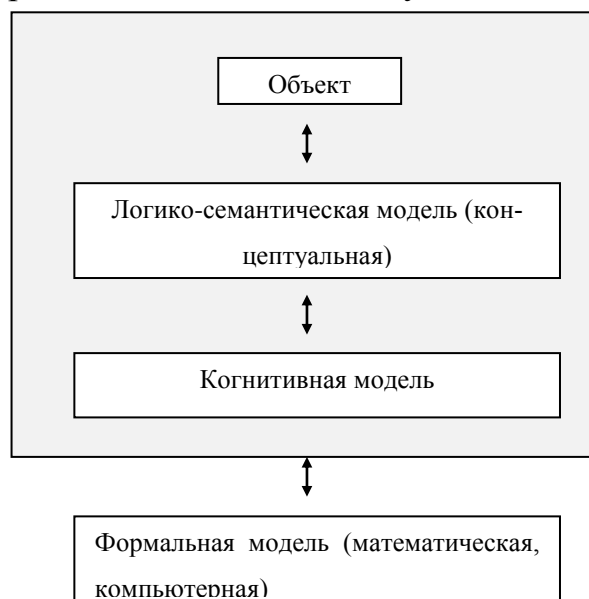 Объект
Логико-семантическая модель (кон-
цептуальная)
Когнитивная модель
Формальная модель (математическая,
компьютерная)